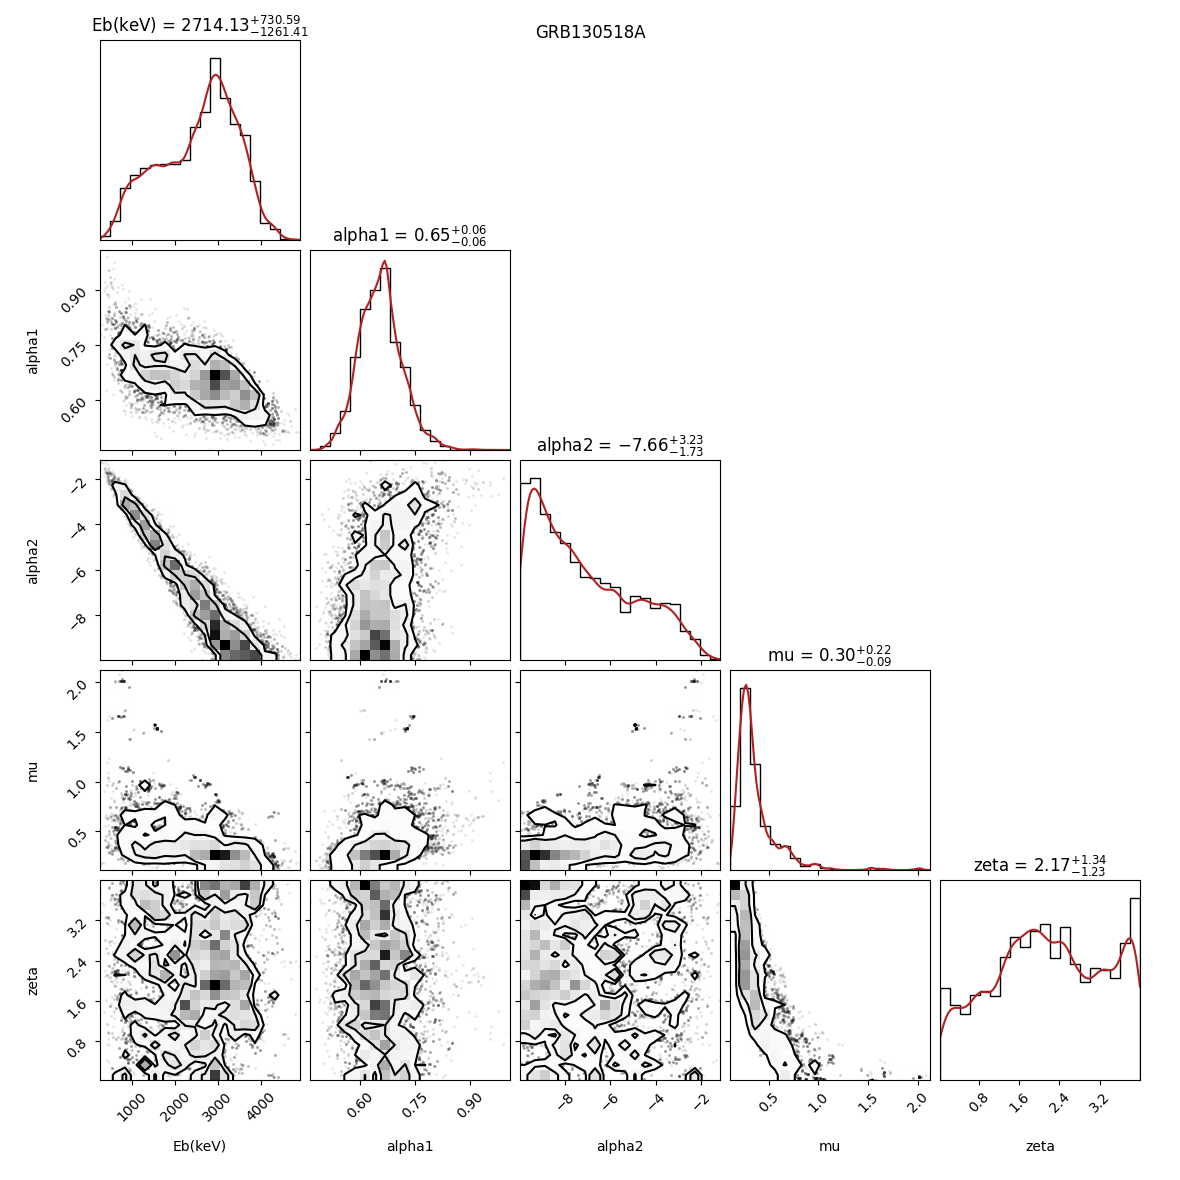 GRB130518A
Eb(keV) = 2714.13+730.59 −1261.41
alpha1 = 0.65+0.06 −0.06
0.90
0.75
0.60
alpha1
alpha2 = −7.66+3.23 −1.73
−2
−4
−6
−8
alpha2
mu = 0.30+0.22 −0.09
2.0
1.5
1.0
0.5
mu
zeta = 2.17+1.34 −1.23
3.2
2.4
1.6
0.8
zeta
1000 2000 3000 4000 0.60 0.75 0.90 −8 −6 −4 −2 0.5 1.0 1.5 2.0 0.8 1.6 2.4 3.2
Eb(keV) alpha1 alpha2 mu zeta